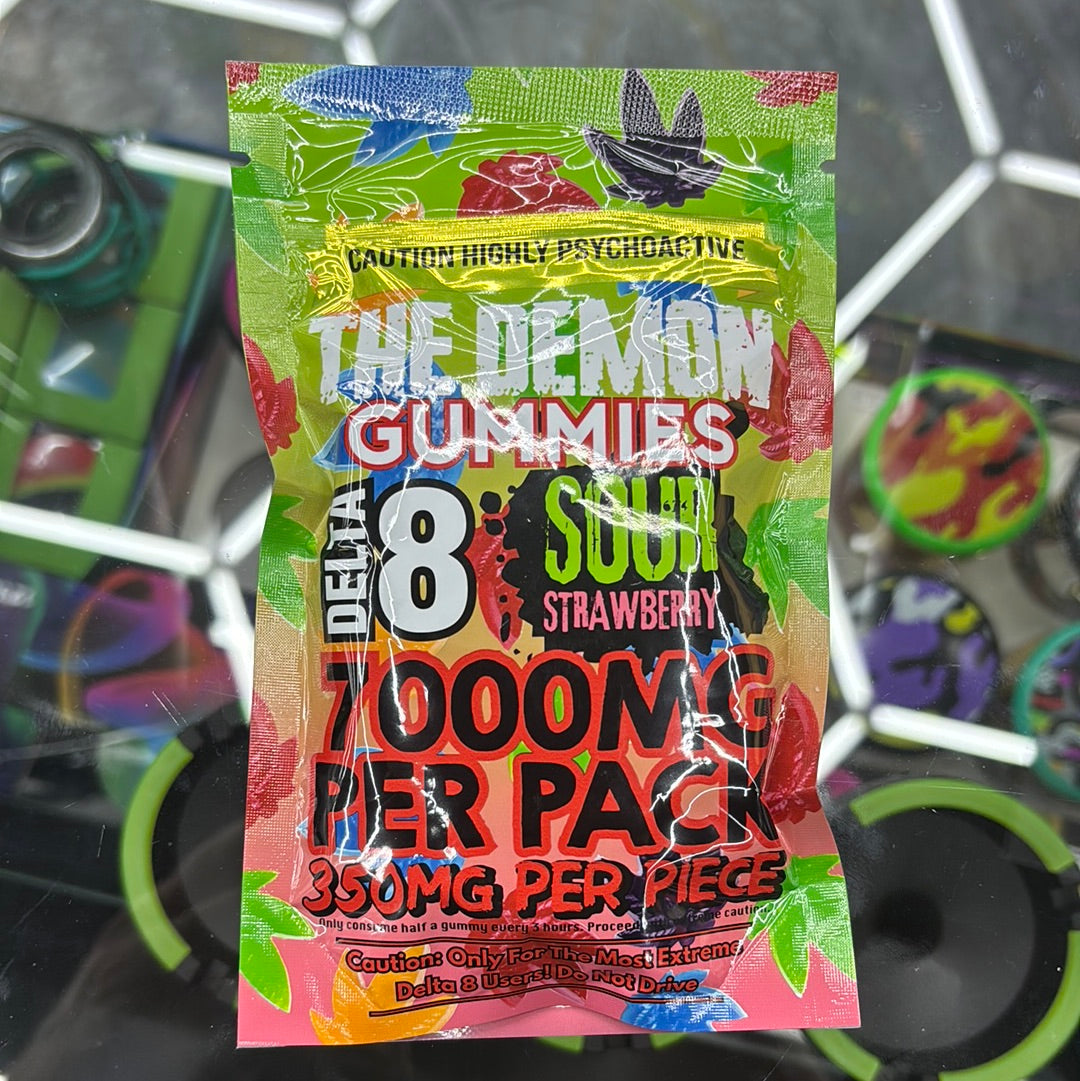 CAUTION HIGHLY PSYCHOACTIVE
THE DEMON
GUMMIES
DELTA 8
SOUR
STRAWBERRY
7000MG
PER PACK
350MG PER PIECE
Only consume half a gummy every 3 hours. Proceed
Caution: Only For The Most Extreme
Delta 8 Users! Do Not Drive